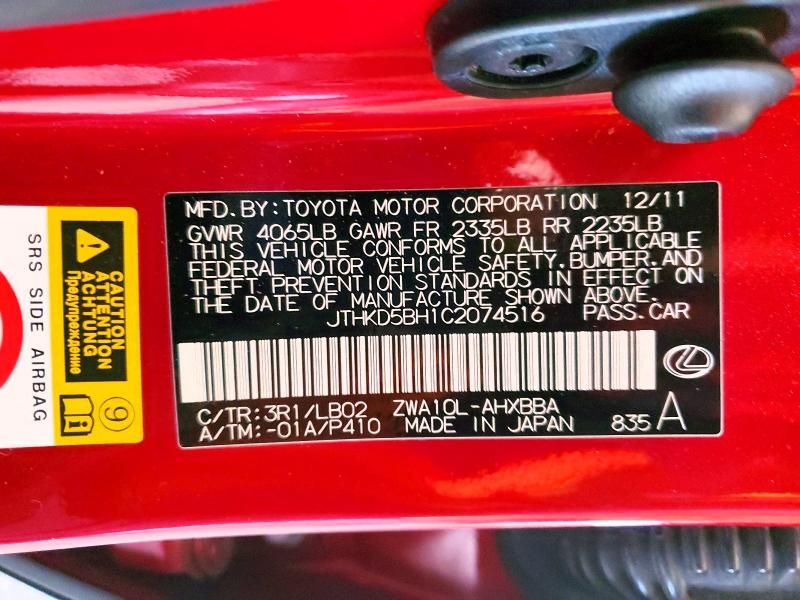 MFD.BY:TOYOTA MOTOR CORPORATION 12/11
GVWR 4065LB GAWR FR 2335LB RR 2235LB
THIS VEHICLE CONFORMS TO ALL APPLICABLE
FEDERAL MOTOR VEHICLE SAFETY,BUMPER,AND
THEFT PREVENTION STANDARDS IN EFFECT ON
THE DATE OF MANUFACTURE SHOWN ABOVE.
JTHKD5BH1C2074516 PASS.CAR
C/TR:3R1/LB02 ZWA10L-AHXBBA
A/TM:-01A/P410 MADE IN JAPAN 835 A
CAUTION
ATTENTION
ACHTUNG
Предупреждение
9
SRS SIDE AIRBAG